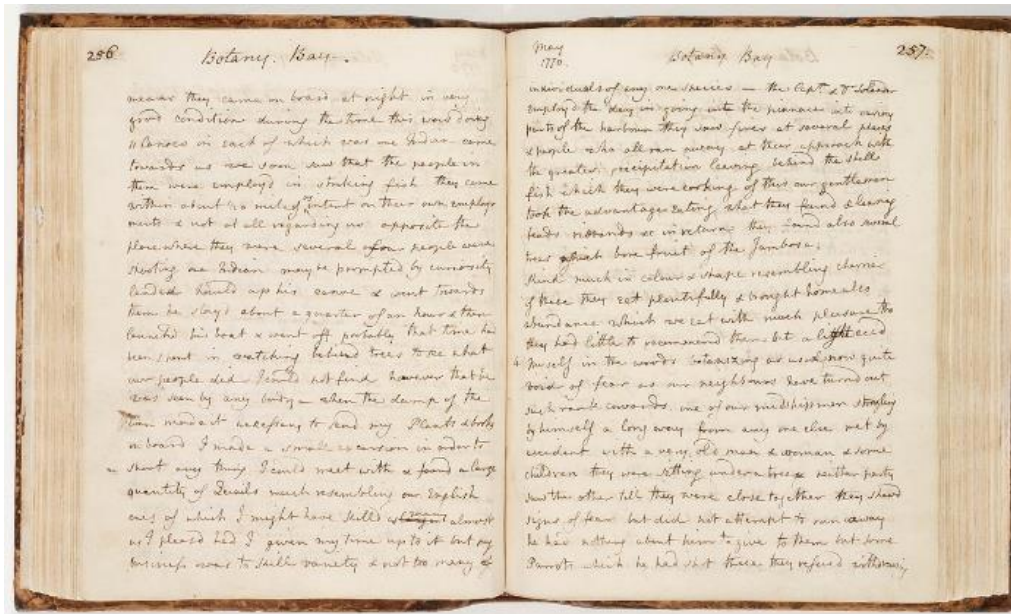 256
Botany. Bay.
manner they came on board at night in very
good condition during the time this was doing
11 Canoes in each of which was one Indian came
towards us we soon saw that the people in
them were employd in striking fish they came
within about ½ a mile of us intent on their own employ
ments & not at all regarding us opposite the
place where they were several of our people were
shooting one Indian may be prompted by curiosity
landed hauld up his canoe & went towards
them he stayd about a quarter of an hour & then
launchd his boat & went off probably that time had
been spent in watching behind trees to see what
our people did I could not find however that he
was seen by any body – when the damp of the
Even made it necessary to send my Plants & books
on board I made a small excursion in order to
shoot any thing I could meet with & found a large
quantity of Quails much resembling our English
ones of which I might have killd as many almost
as I pleasd had I given my time up to it but my
business was to kill variety & not too many of
May
1770
Botany Bay
257.
individuals of any one species – the Capt. & Dr. Solander
employd the day in going in the pinnace into various
parts of the harbour they saw fires at several places
& people who all ran away at their approach with
the greatest precipitation leaving behind the shell
fish which they were cooking of this our gentlemen
took the advantage eating what they found & leaving
beads ribbands &c in return they found also several
trees which bore fruit of the Jambosa
kind much in colour & shape resembling cherries
of these they eat plentifully & brought home also
abundance which we eat with much pleasure tho
they had little to recommend them but a light acid
4. Myself in the woods botanizing as usual now quite
void of fear as our neighbours have turnd out
such rank cowards one of our midshipmen stragling
by himself a long way from any one else met by
accident with a very old man & woman & some
children they were setting under a tree & neither party
saw the other till they were close together they shewd
signs of fear but did not attempt to run away
he had nothing about him to give to them but some
Parrots which he had shot these they refusd withdrawing